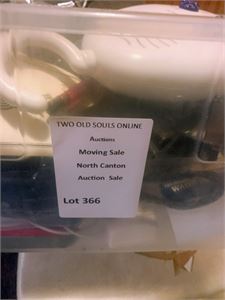 TWO OLD SOULS ONLINE
Auctions
Moving Sale
North Canton
Auction Sale
Lot 366